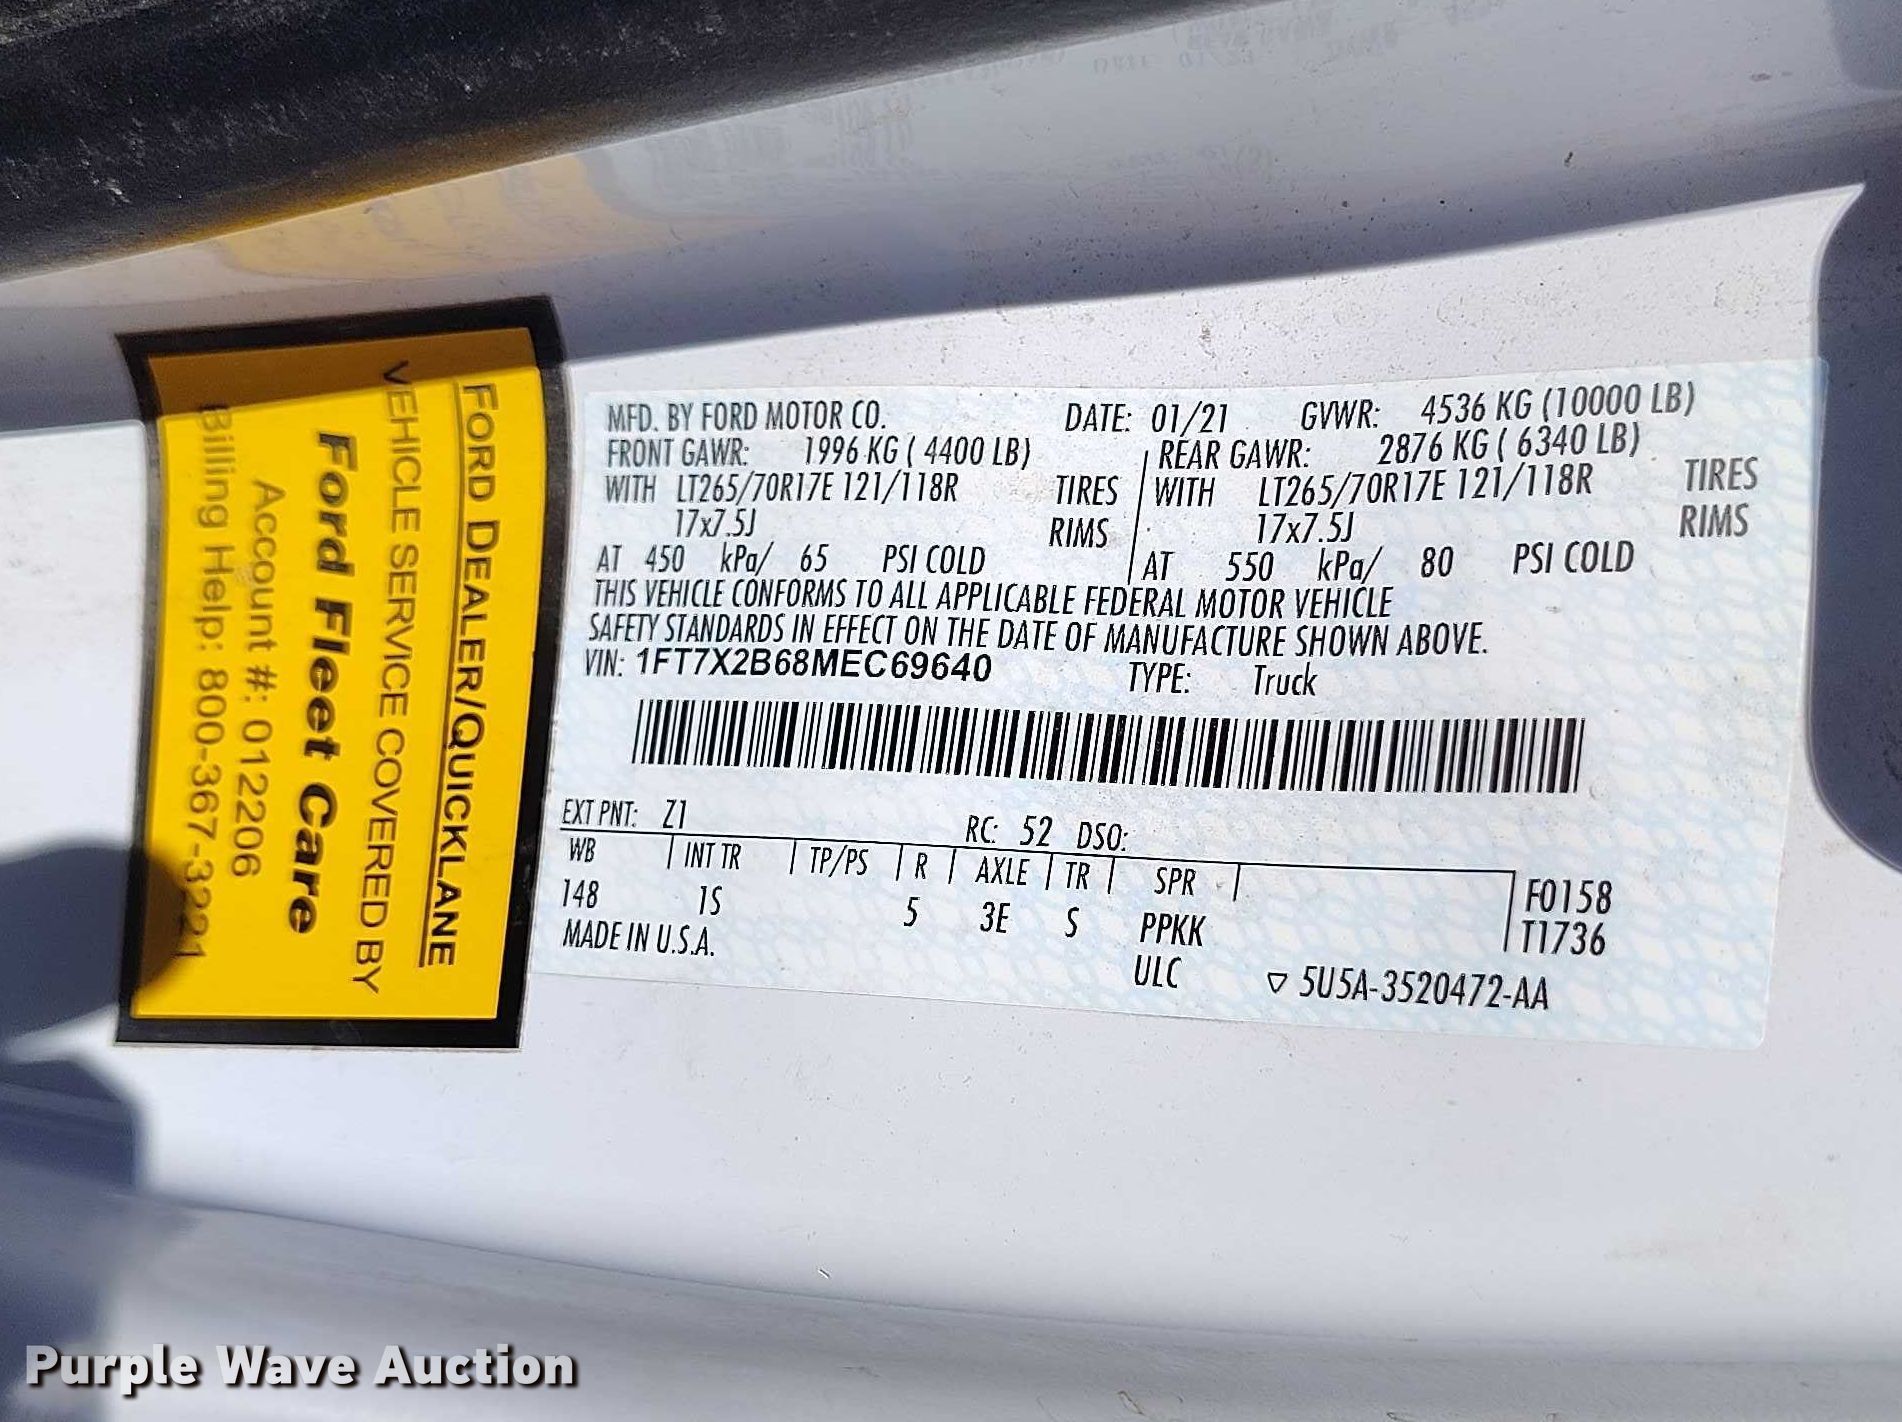 FORD DEALER/QUICKLANE
VEHICLE SERVICE COVERED BY
Ford Fleet Care
Account #: 0122206
Billing Help: 800-367-3221
MFD. BY FORD MOTOR CO. DATE: 01/21 GVWR: 4536 KG (10000 LB)
FRONT GAWR: 1996 KG ( 4400 LB) REAR GAWR: 2876 KG ( 6340 LB)
WITH LT265/70R17E 121/118R TIRES WITH LT265/70R17E 121/118R TIRES
17x7.5J RIMS 17x7.5J RIMS
AT 450 kPa/ 65 PSI COLD AT 550 kPa/ 80 PSI COLD
THIS VEHICLE CONFORMS TO ALL APPLICABLE FEDERAL MOTOR VEHICLE
SAFETY STANDARDS IN EFFECT ON THE DATE OF MANUFACTURE SHOWN ABOVE.
VIN: 1FT7X2B68MEC69640 TYPE: Truck
EXT PNT: Z1 RC: 52 DSO:
WB INT TR TP/PS R AXLE TR SPR F0158
148 1S 5 3E S PPKK T1736
MADE IN U.S.A. ULC ▽ 5U5A-3520472-AA
Purple Wave Auction